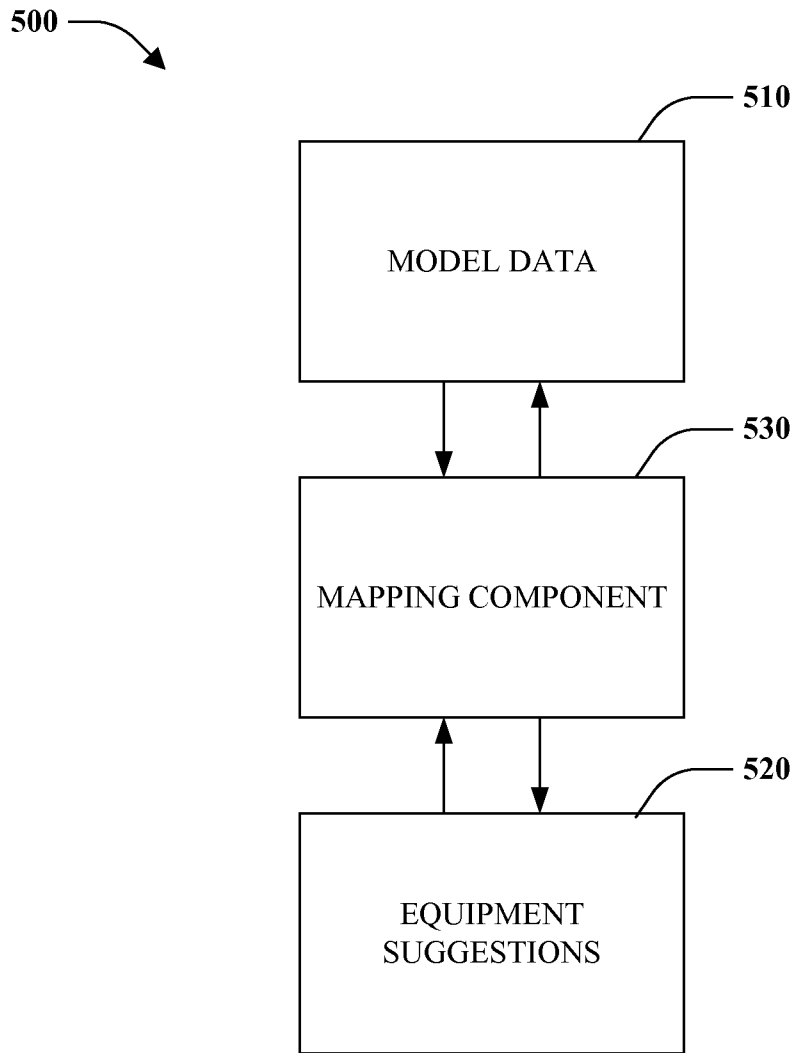 500
510
MODEL DATA
530
MAPPING COMPONENT
520
EQUIPMENT
SUGGESTIONS